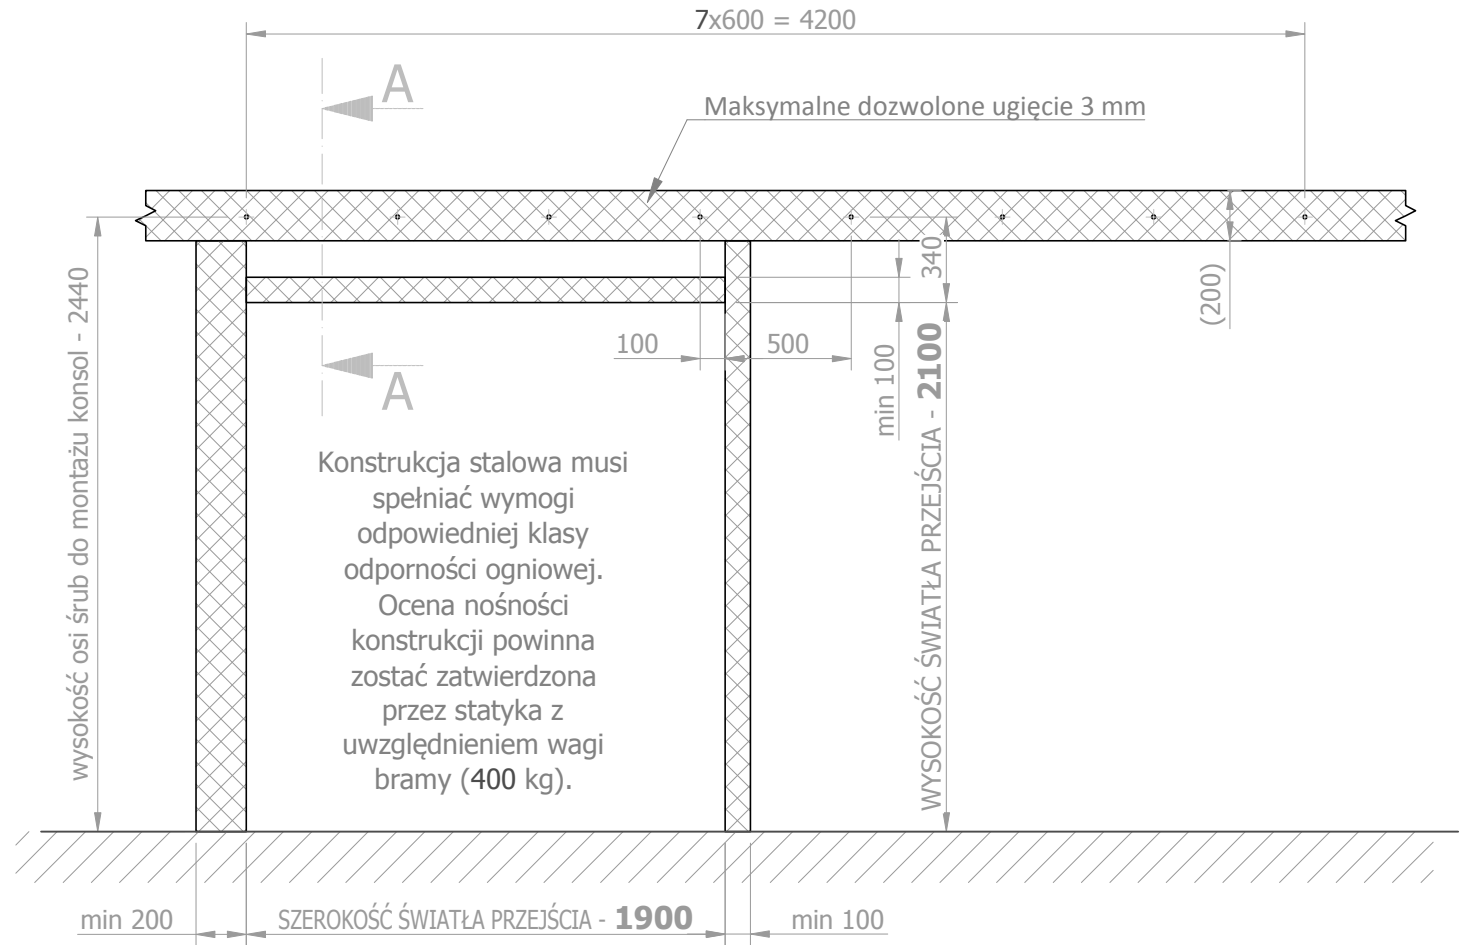 7x600 = 4200
A
Maksymalne dozwolone ugięcie 3 mm
wysokość osi śrub do montażu konsol - 2440
340
(200)
100
500
min 100
A
WYSOKOŚĆ ŚWIATŁA PRZEJŚCIA - 2100
Konstrukcja stalowa musi
spełniać wymogi
odpowiedniej klasy
odporności ogniowej.
Ocena nośności
konstrukcji powinna
zostać zatwierdzona
przez statyka z
uwzględnieniem wagi
bramy (400 kg).
min 200
SZEROKOŚĆ ŚWIATŁA PRZEJŚCIA - 1900
min 100